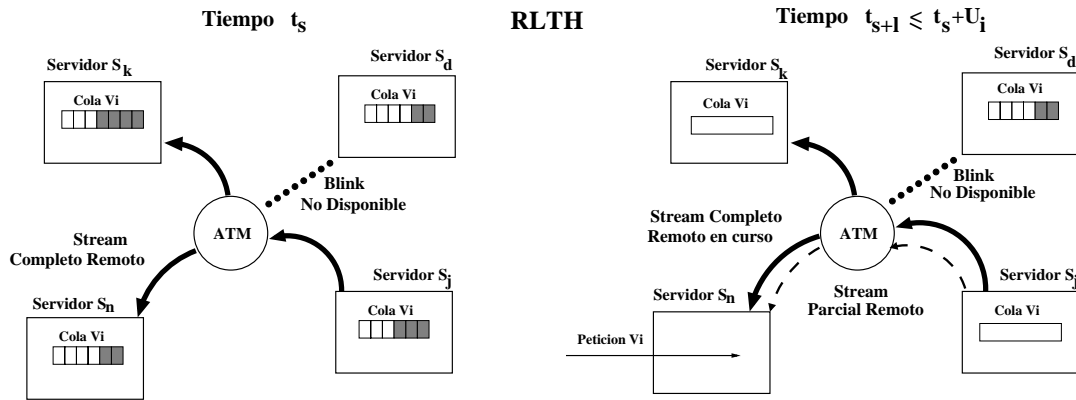 Tiempo t_s
RLTH
Tiempo t_{s+l} ≤ t_s+U_i
Servidor S_k
Cola Vi
Servidor S_d
Cola Vi
Blink
No Disponible
ATM
Stream
Completo Remoto
Servidor S_n
Cola Vi
Servidor S_j
Cola Vi
Servidor S_k
Cola Vi
Servidor S_d
Cola Vi
Blink
No Disponible
Stream Completo
Remoto en curso
ATM
Servidor S_n
Stream
Parcial Remoto
Servidor S_j
Cola Vi
Peticion Vi